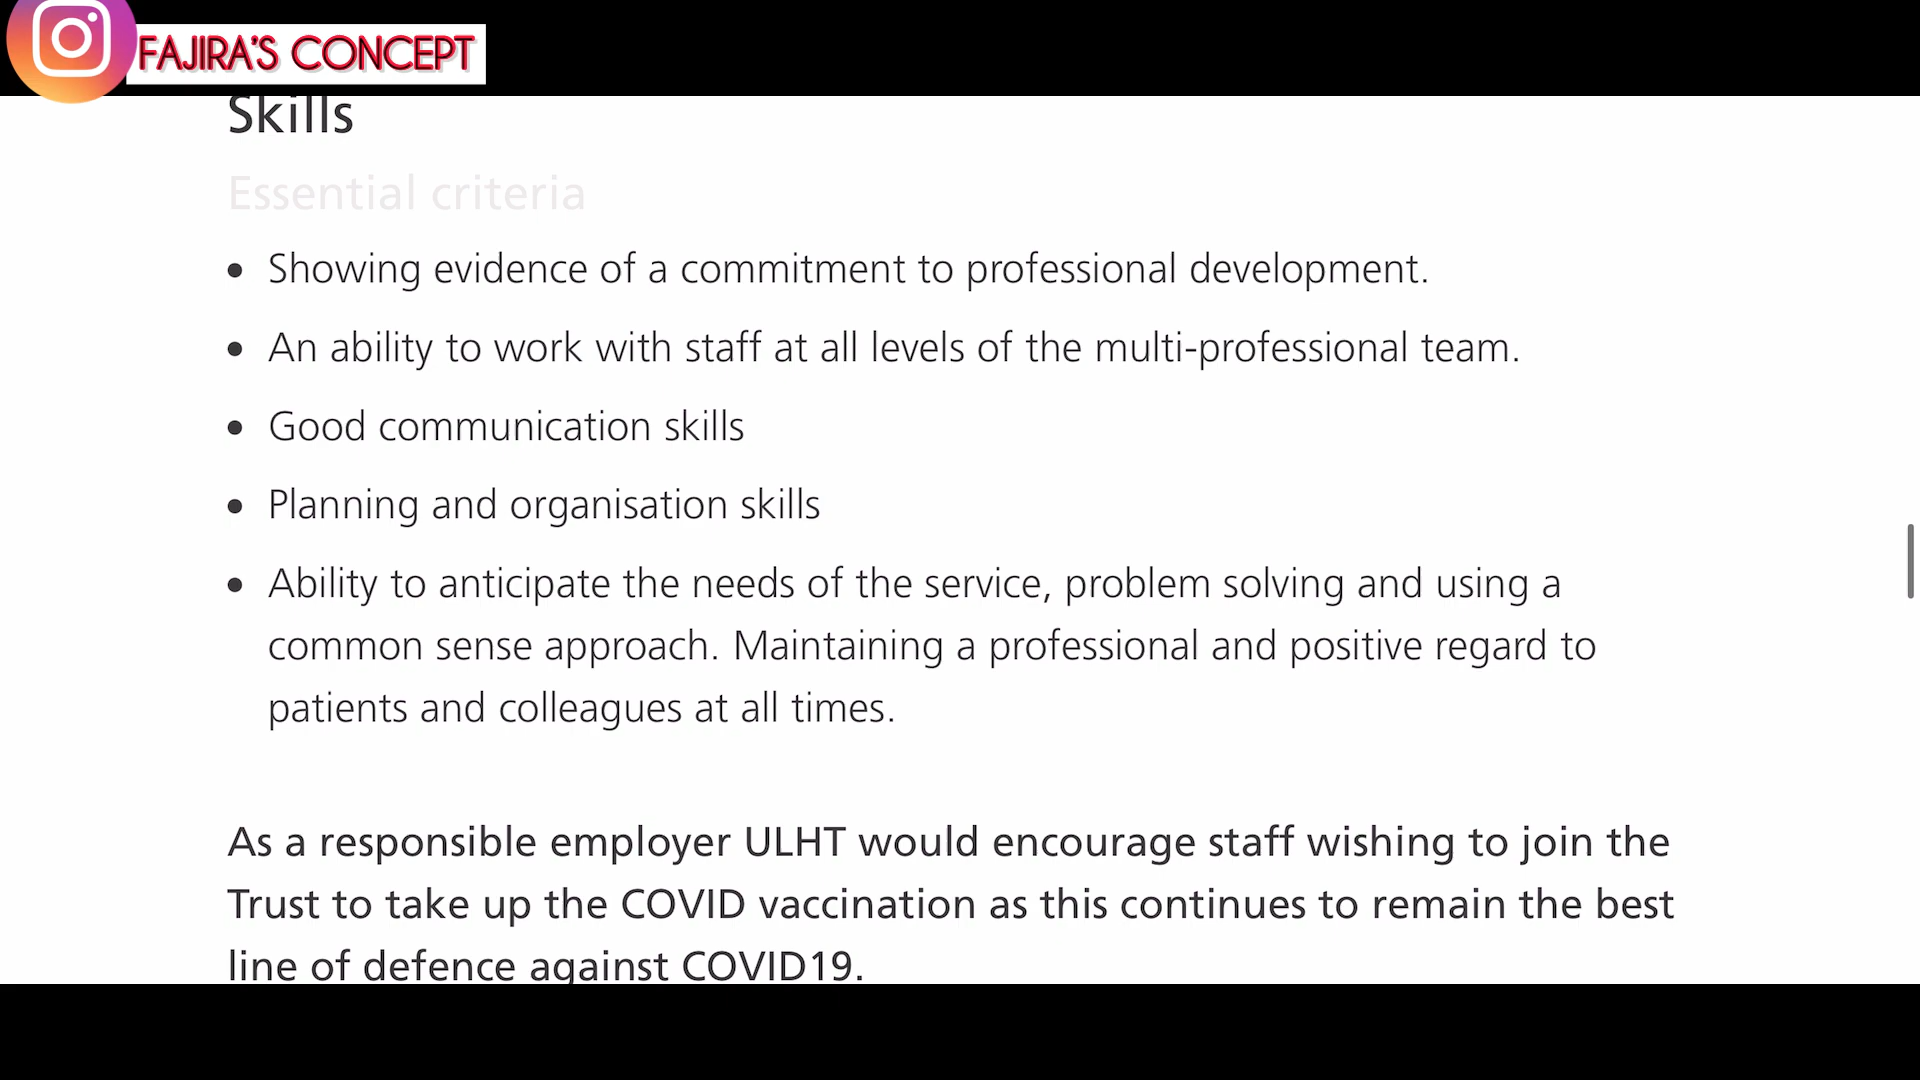 FAJIRA'S CONCEPT
Skills
Essential criteria
• Showing evidence of a commitment to professional development.
• An ability to work with staff at all levels of the multi-professional team.
• Good communication skills
• Planning and organisation skills
• Ability to anticipate the needs of the service, problem solving and using a
common sense approach. Maintaining a professional and positive regard to
patients and colleagues at all times.
As a responsible employer ULHT would encourage staff wishing to join the
Trust to take up the COVID vaccination as this continues to remain the best
line of defence against COVID19.